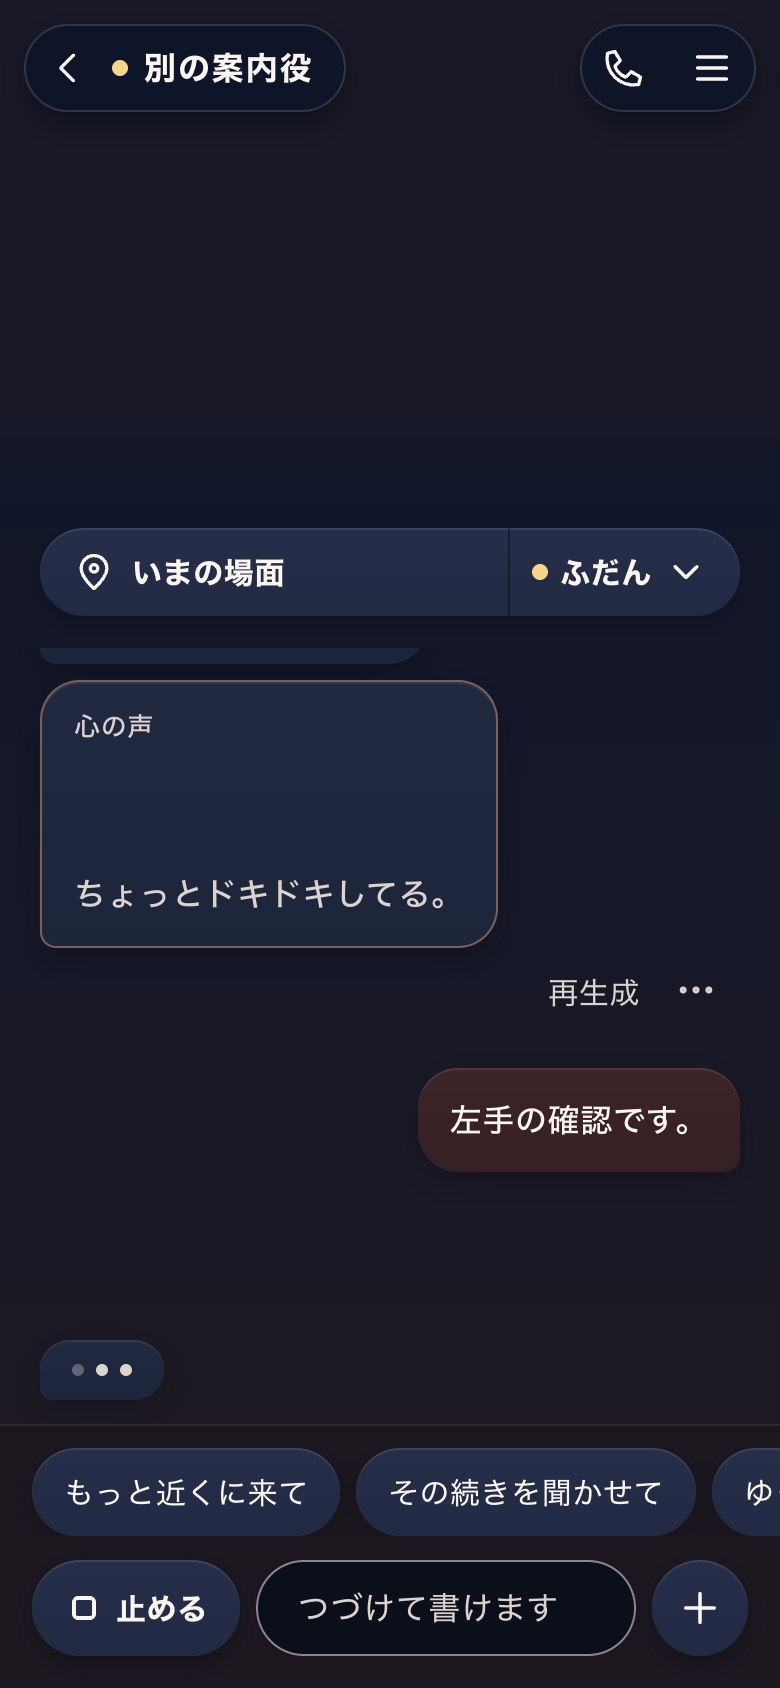 別の案内役
いまの場面
ふだん
心の声
ちょっとドキドキしてる。
再生成
左手の確認です。
もっと近くに来て
その続きを聞かせて
ゆ
止める
つづけて書けます